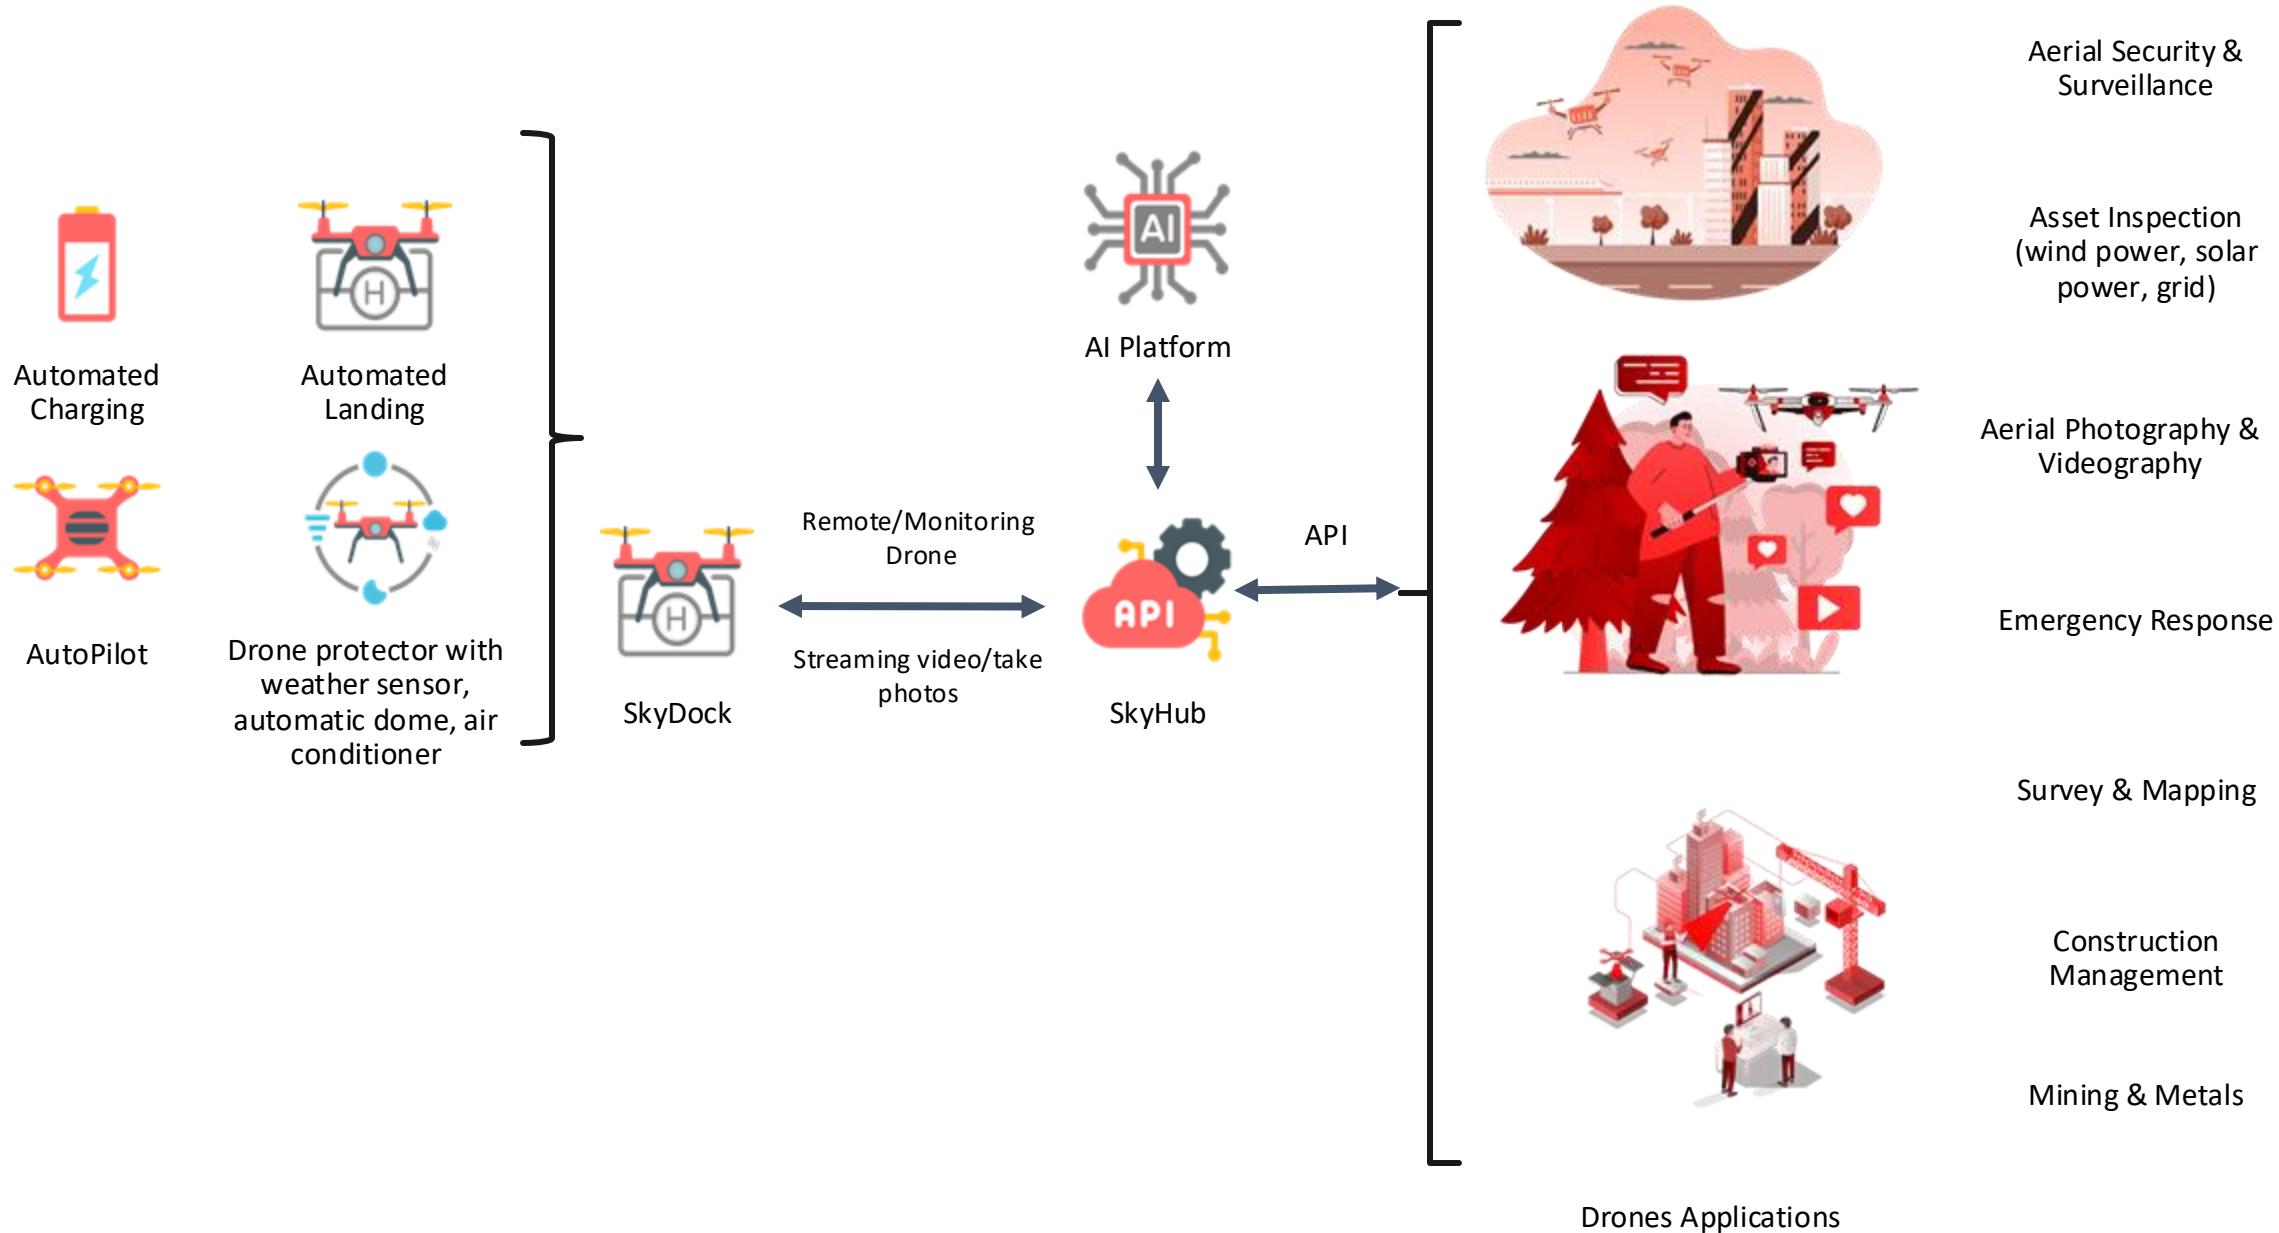 Automated
Charging
Automated
Landing
H
AutoPilot
Drone protector with
weather sensor,
automatic dome, air
conditioner
H
SkyDock
Remote/Monitoring
Drone
Streaming video/take
photos
AI
AI Platform
API
SkyHub
API
Aerial Security &
Surveillance
Asset Inspection
(wind power, solar
power, grid)
Aerial Photography &
Videography
Emergency Response
Survey & Mapping
Construction
Management
Mining & Metals
Drones Applications